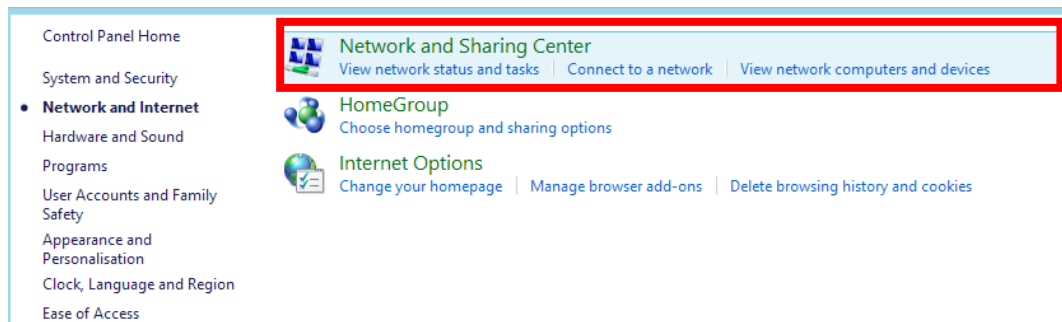 Control Panel Home
System and Security
Network and Internet
Hardware and Sound
Programs
User Accounts and Family
Safety
Appearance and
Personalisation
Clock, Language and Region
Ease of Access
Network and Sharing Center
View network status and tasks Connect to a network View network computers and devices
HomeGroup
Choose homegroup and sharing options
Internet Options
Change your homepage Manage browser add-ons Delete browsing history and cookies